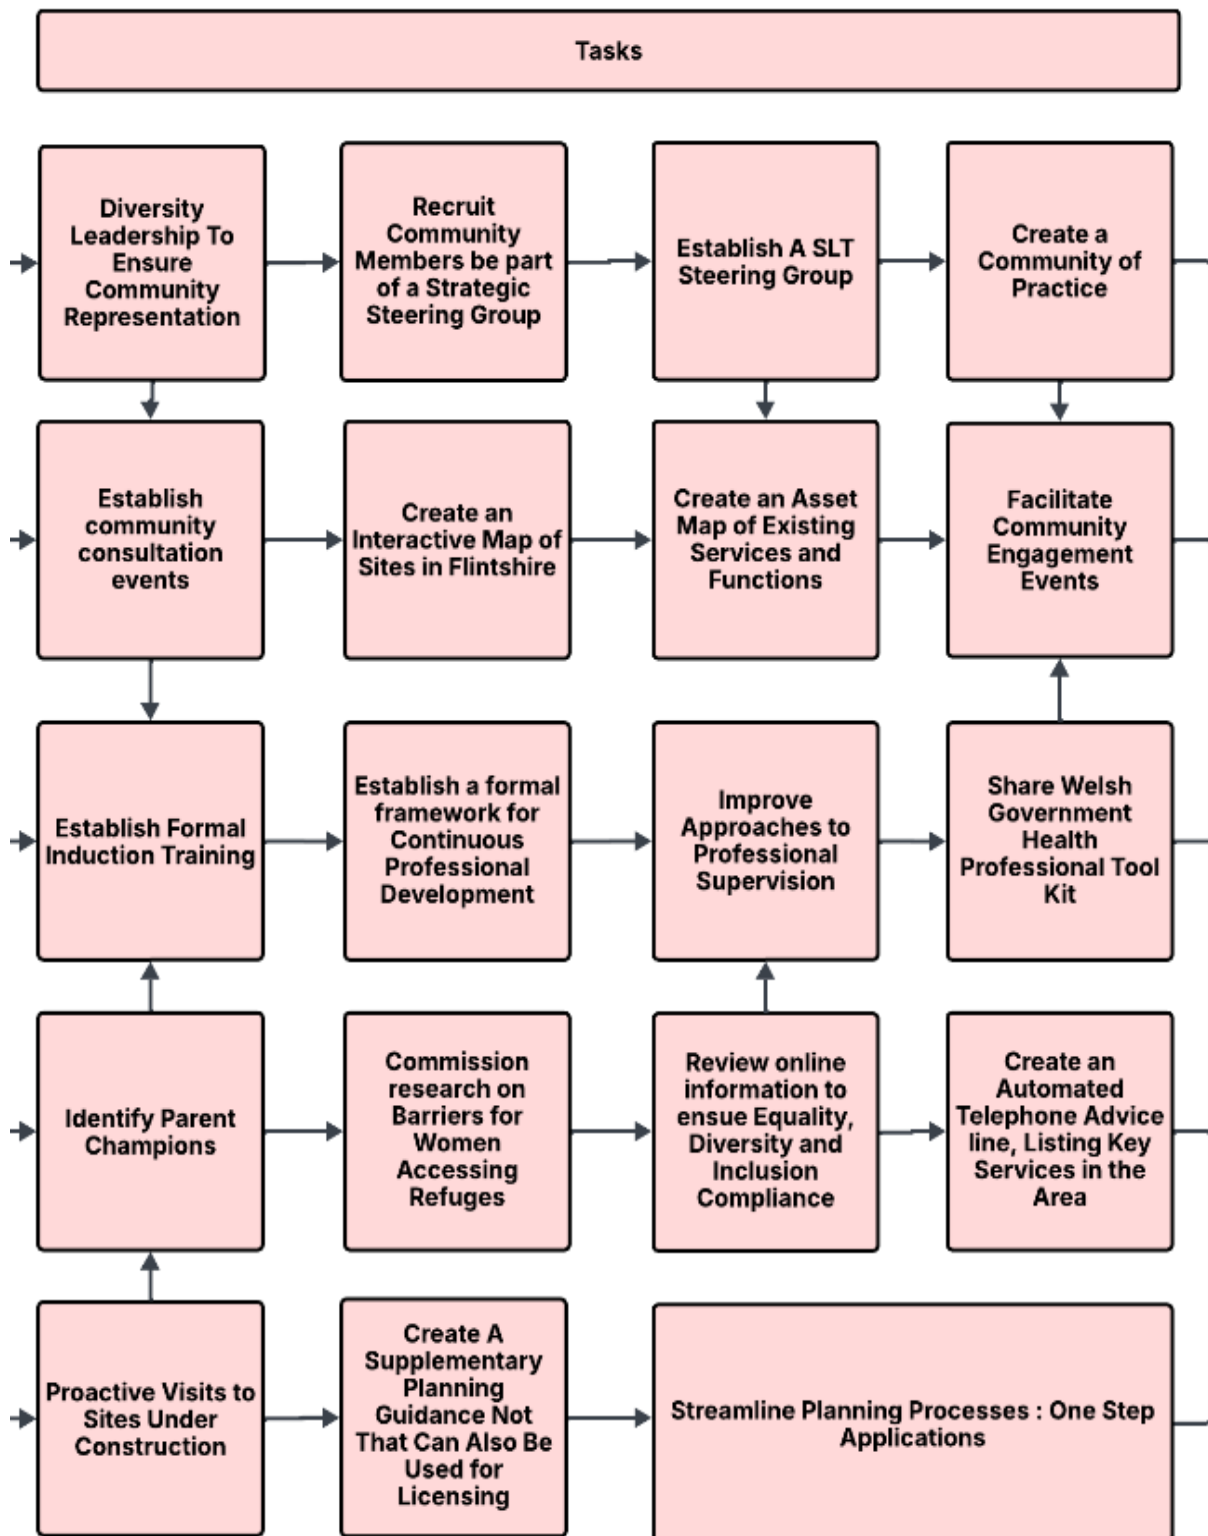 Tasks
Diversity
Leadership To
Ensure
Community
Representation
Recruit
Community
Members be part
of a Strategic
Steering Group
Establish A SLT
Steering Group
Create a
Community of
Practice
Establish
community
consultation
events
Create an
Interactive Map of
Sites in Flintshire
Create an Asset
Map of Existing
Services and
Functions
Facilitate
Community
Engagement
Events
Establish Formal
Induction Training
Establish a formal
framework for
Continuous
Professional
Development
Improve
Approaches to
Professional
Supervision
Share Welsh
Government
Health
Professional Tool
Kit
Identify Parent
Champions
Commission
research on
Barriers for
Women
Accessing
Refuges
Review online
information to
ensue Equality,
Diversity and
Inclusion
Compliance
Create an
Automated
Telephone Advice
line, Listing Key
Services in the
Area
Proactive Visits to
Sites Under
Construction
Create A
Supplementary
Planning
Guidance Not
That Can Also Be
Used for
Licensing
Streamline Planning Processes : One Step
Applications